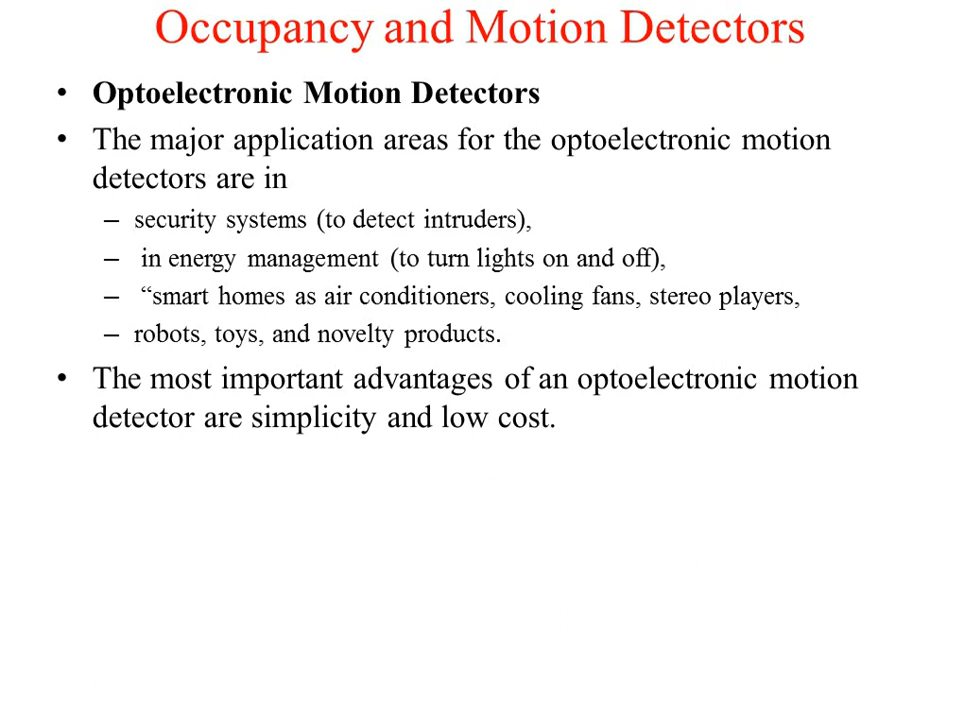 Occupancy and Motion Detectors
• Optoelectronic Motion Detectors
• The major application areas for the optoelectronic motion
detectors are in
– security systems (to detect intruders),
– in energy management (to turn lights on and off),
– “smart homes as air conditioners, cooling fans, stereo players,
– robots, toys, and novelty products.
• The most important advantages of an optoelectronic motion
detector are simplicity and low cost.